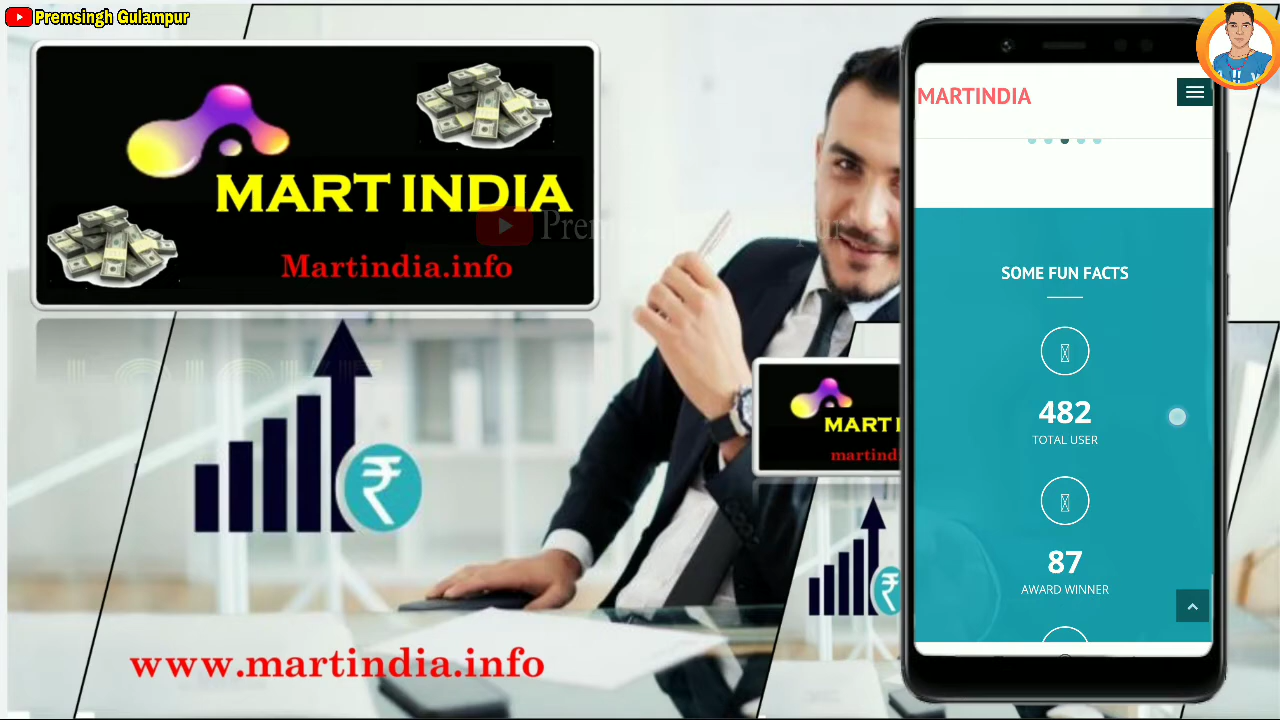 Premsingh Gulampur
MART INDIA
Martindia.info
www.martindia.info
MART
martind
MARTINDIA
SOME FUN FACTS
482
TOTAL USER
87
AWARD WINNER
₹
₹